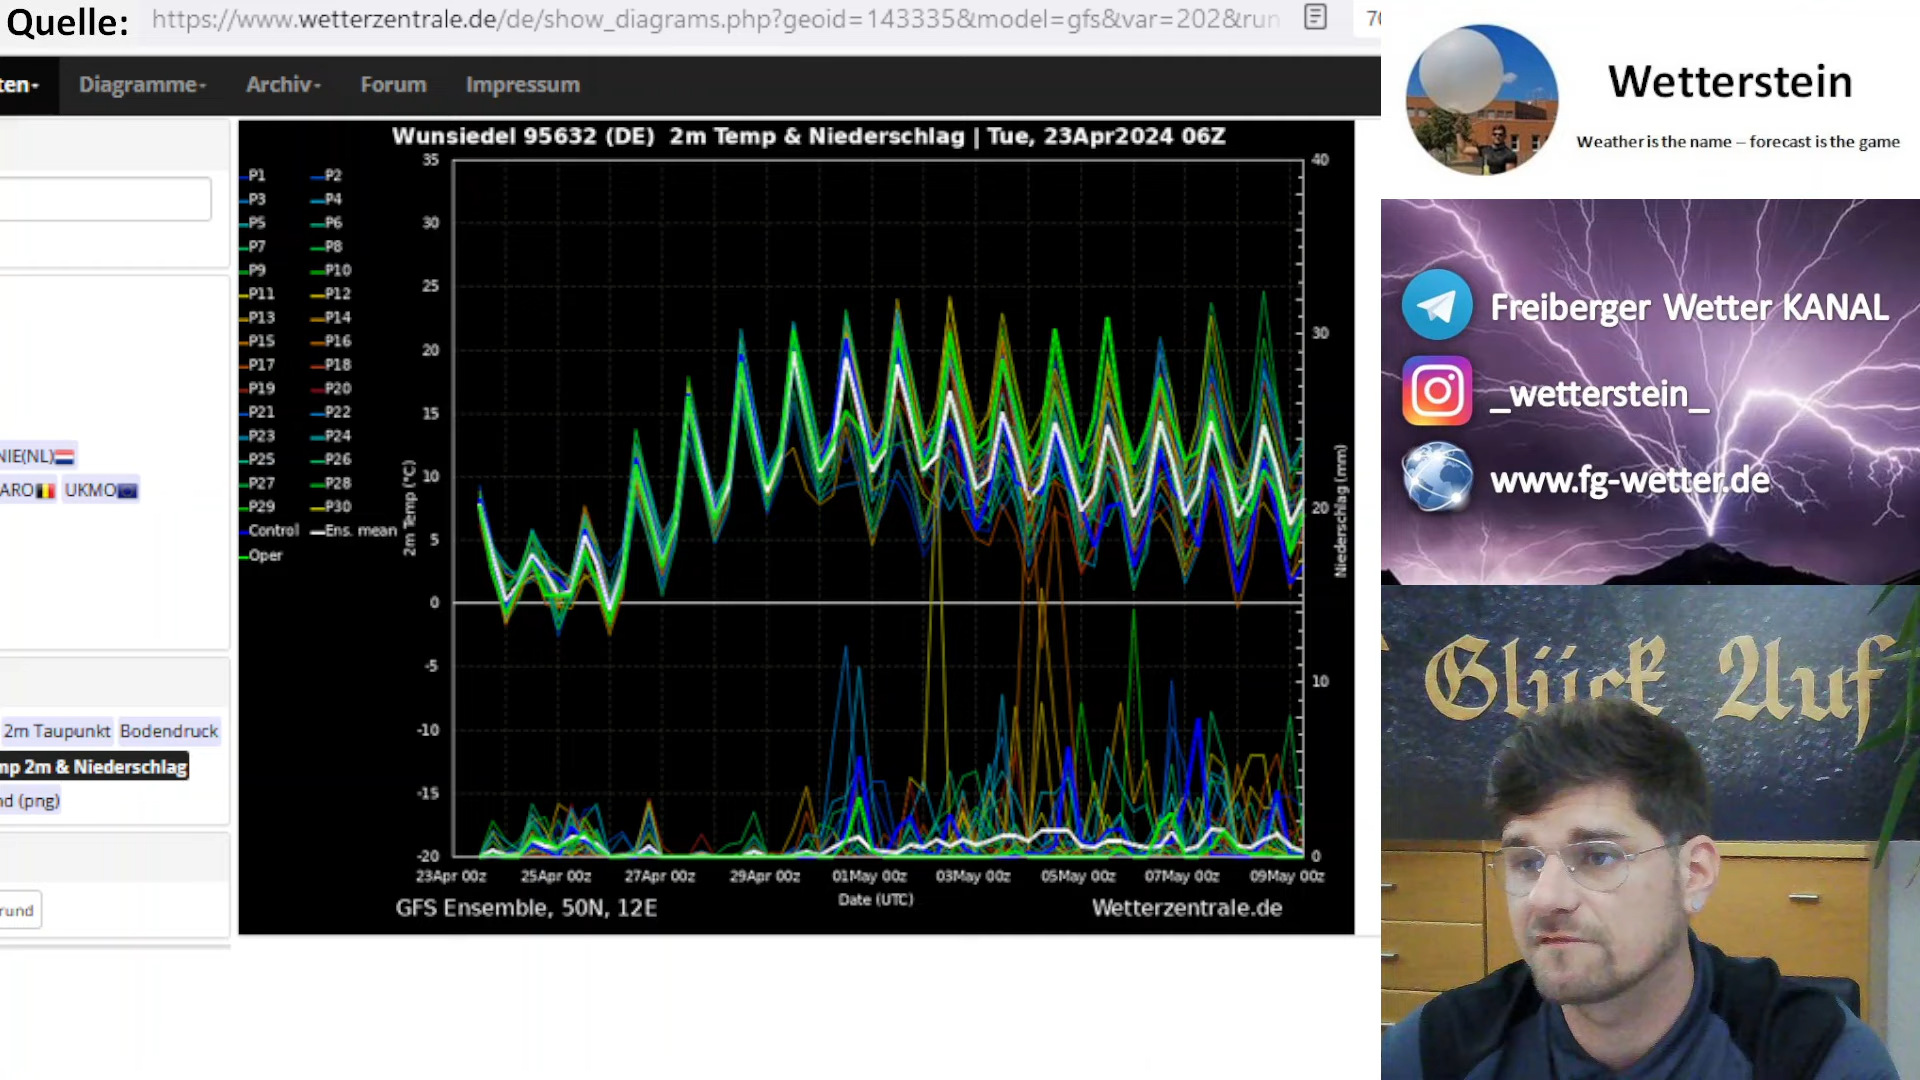 Quelle:
https://www.wetterzentrale.de/de/show_diagrams.php?geoid=143335&model=gfs&var=202&run
ten
Diagramme
Archiv
Forum
Impressum
NIE(NL)
ARO
UKMO
2m Taupunkt
Bodendruck
mp 2m & Niederschlag
nd (png)
rund
Wunsiedel 95632 (DE) 2m Temp & Niederschlag | Tue, 23Apr2024 06Z
P1 P2
P3 P4
P5 P6
P7 P8
P9 P10
P11 P12
P13 P14
P15 P16
P17 P18
P19 P20
P21 P22
P23 P24
P25 P26
P27 P28
P29 P30
Control Ens. mean
Oper
2m Temp (°C)
35
30
25
20
15
10
5
0
-5
-10
-15
-20
40
30
20
10
0
Niederschlag (mm)
23Apr 00z 25Apr 00z 27Apr 00z 29Apr 00z 01May 00z 03May 00z 05May 00z 07May 00z 09May 00z
Date (UTC)
GFS Ensemble, 50N, 12E
Wetterzentrale.de
Wetterstein
Weather is the name – forecast is the game
Freiberger Wetter KANAL
_wetterstein_
www.fg-wetter.de
Glück Auf